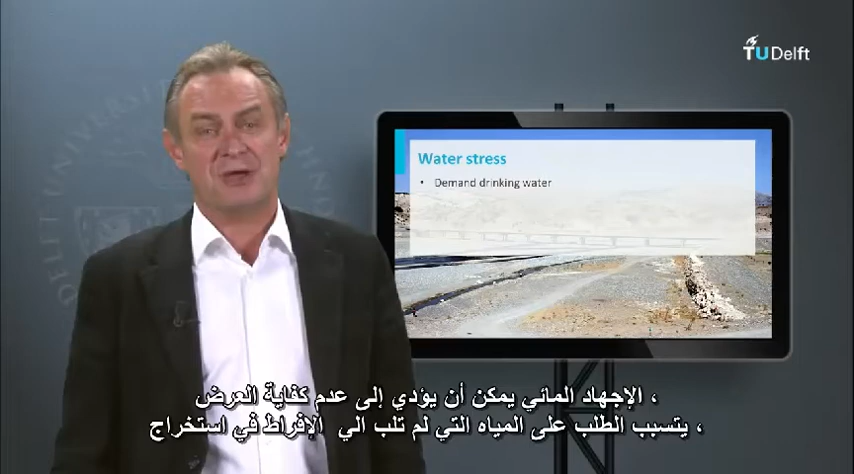 TUDelft
Water stress
• Demand drinking water
، الإجهاد المائي يمكن أن يؤدي إلى عدم كفاية العرض
، يتسبب الطلب على المياه التي لم تلب الي الإفراط في استخراج